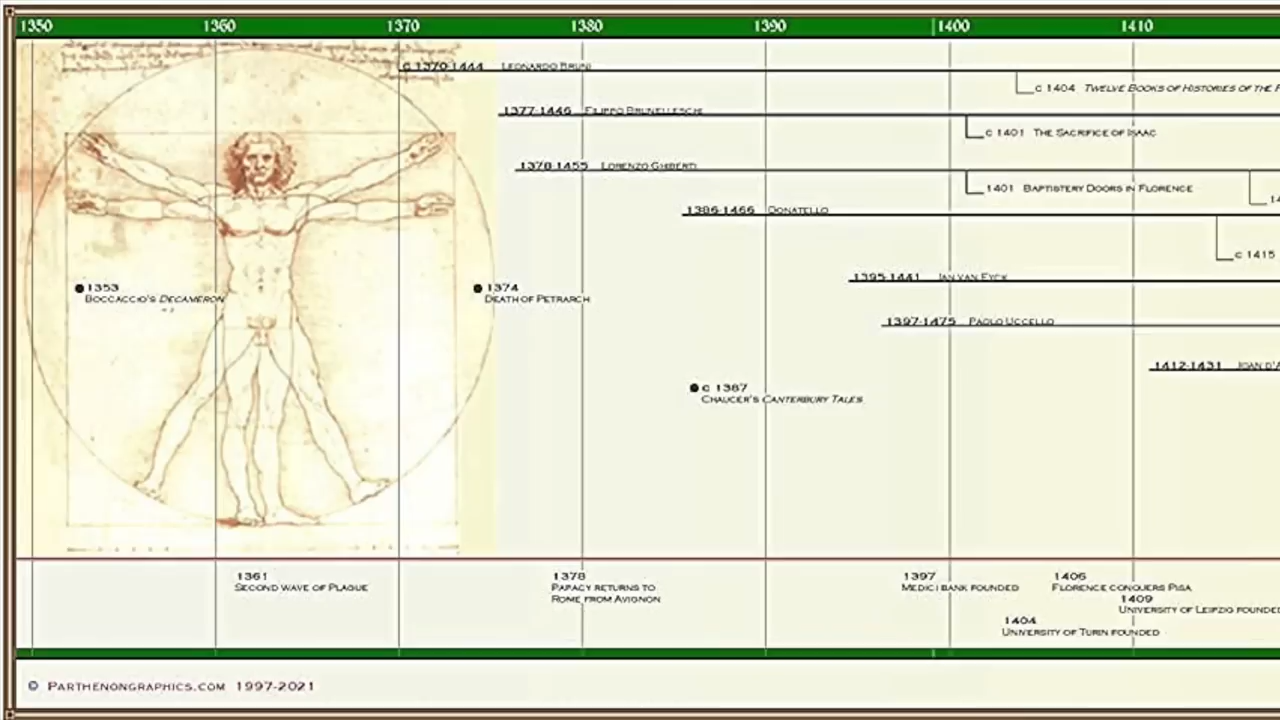 1350 1360 1370 1380 1390 1400 1410
c 1370-1444 Leonardo Bruni
c 1404 Twelve Books of Histories of the
1377-1446 Filippo Brunelleschi
c 1401 The Sacrifice of Isaac
1378-1455 Lorenzo Ghiberti
1401 Baptistery Doors in Florence
14
1386-1466 Donatello
c 1415
1395-1441 Jan van Eyck
1353
Boccaccio's Decameron
1374
Death of Petrarch
1397-1475 Paolo Uccello
1412-1431 Joan d'A
c 1387
Chaucer's Canterbury Tales
1361
Second wave of Plague
1378
Papacy returns to
Rome from Avignon
1397
Medici bank founded
1406
Florence conquers Pisa
1409
University of Leipzig founded
1404
University of Turin founded
© Parthenongraphics.com 1997-2021